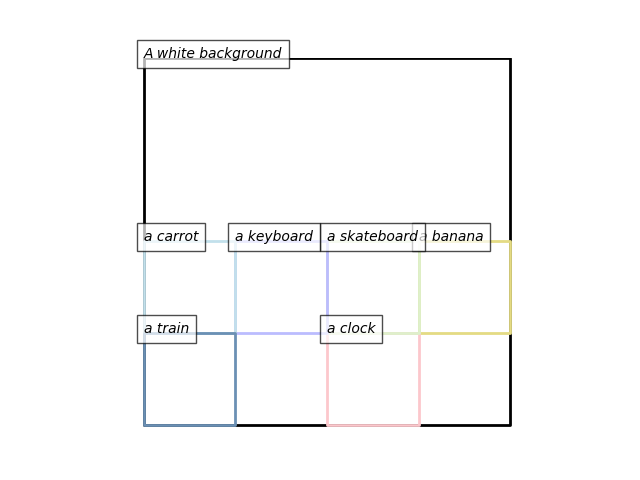 A white background
a carrot
a keyboard
a skateboard
a banana
a train
a clock